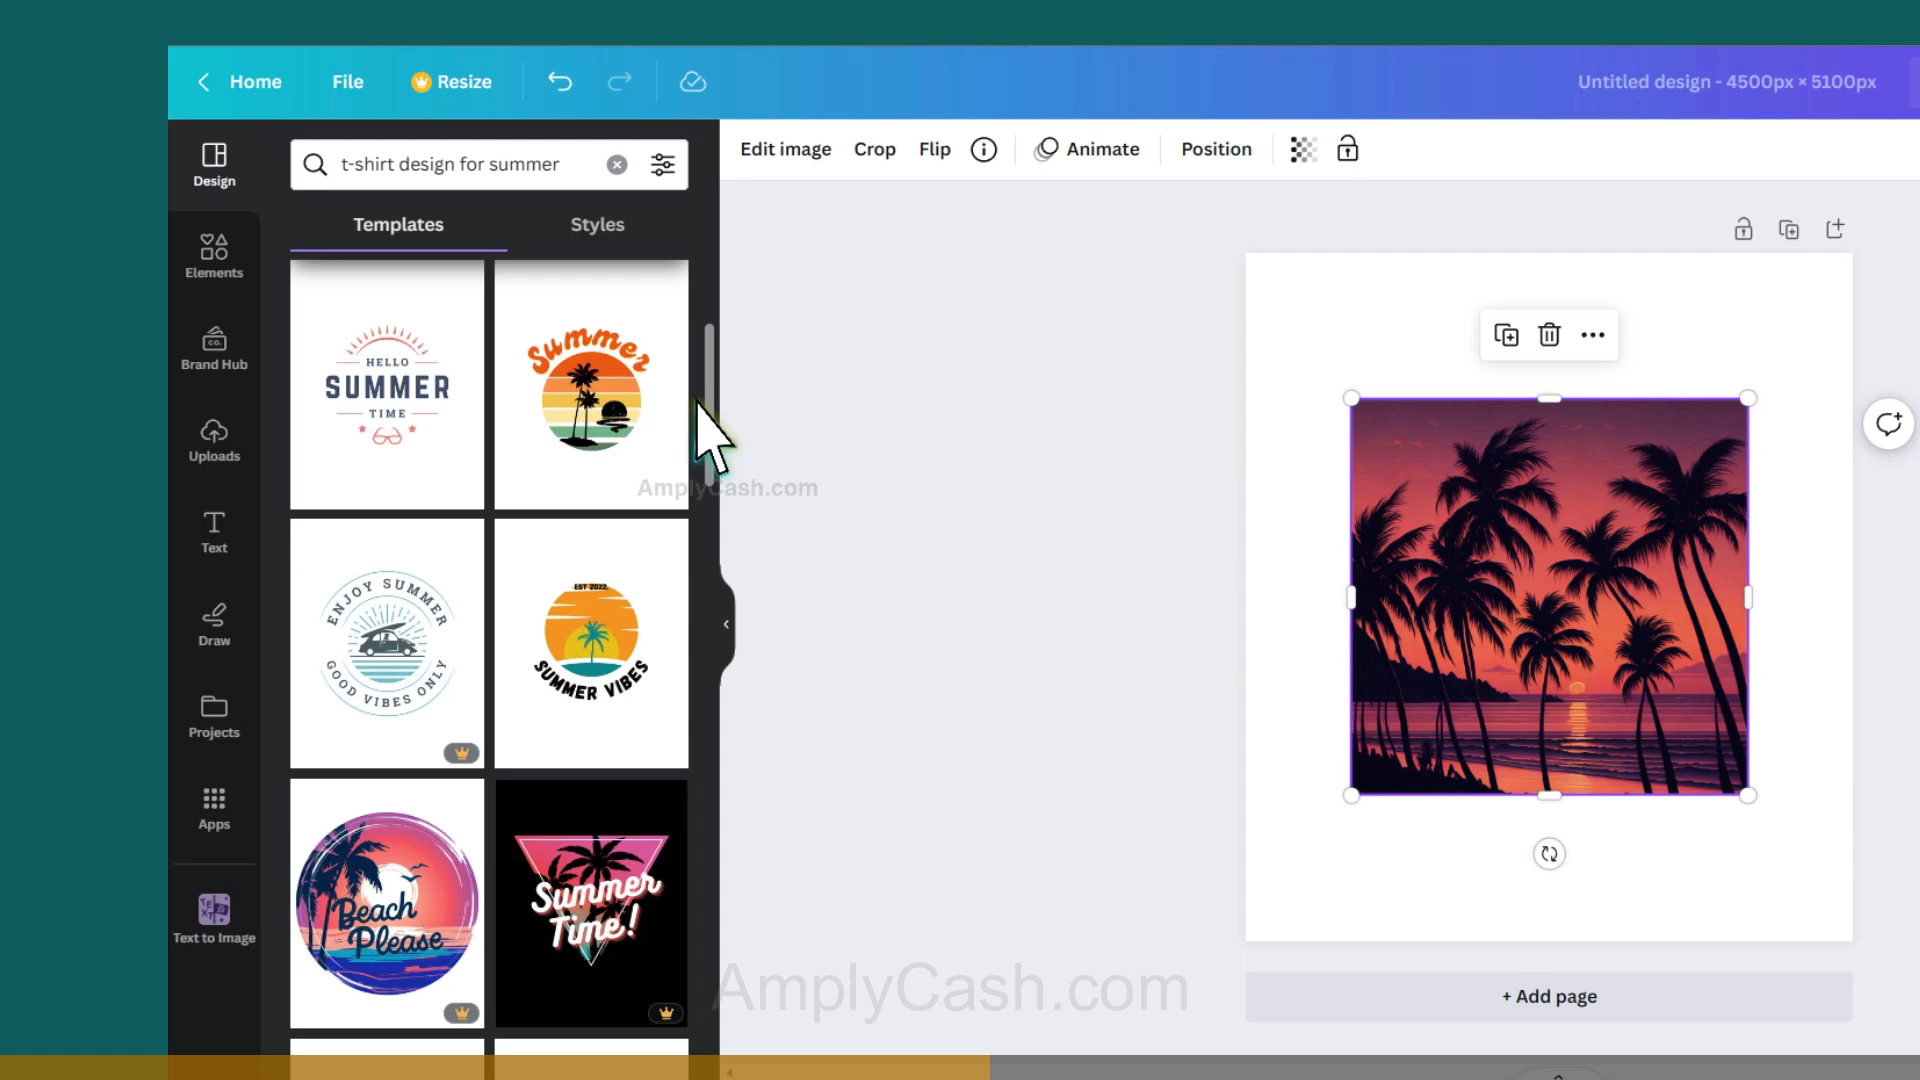 Home
File
Resize
Untitled design - 4500px × 5100px
Design
t-shirt design for summer
Edit image
Crop
Flip
Animate
Position
Templates
Styles
Elements
Brand Hub
co.
Uploads
Text
Draw
Projects
Apps
Text to Image
HELLO
SUMMER
TIME
Summer
ENJOY SUMMER
GOOD VIBES ONLY
EST 2022
SUMMER VIBES
Beach
Please
Summer
Time!
AmplyCash.com
AmplyCash.com
+ Add page